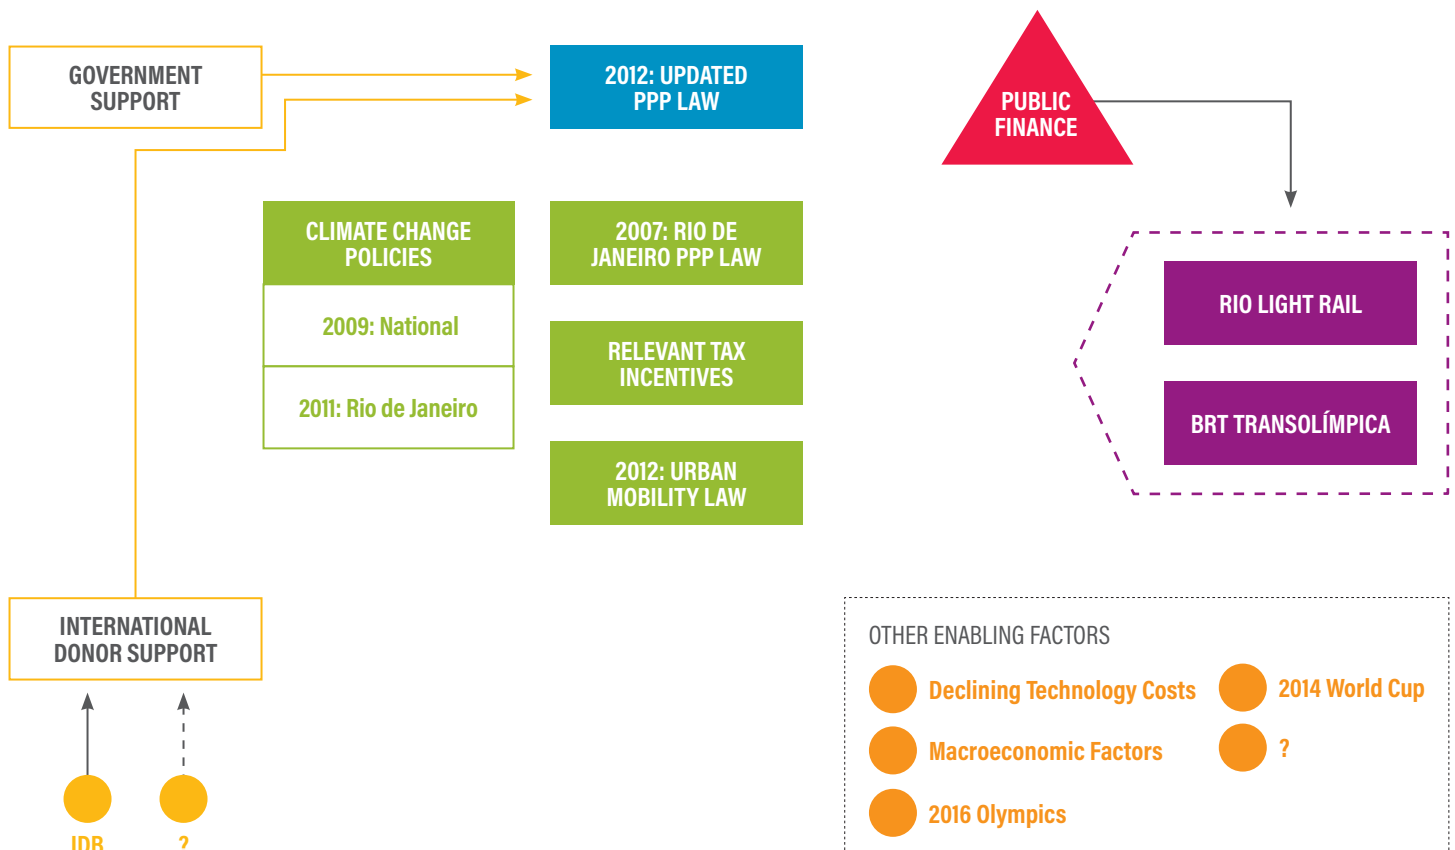 GOVERNMENT
SUPPORT
2012: UPDATED
PPP LAW
PUBLIC
FINANCE
CLIMATE CHANGE
POLICIES
2009: National
2011: Rio de Janeiro
2007: RIO DE
JANEIRO PPP LAW
RELEVANT TAX
INCENTIVES
2012: URBAN
MOBILITY LAW
RIO LIGHT RAIL
BRT TRANSOLÍMPICA
INTERNATIONAL
DONOR SUPPORT
IDB
?
OTHER ENABLING FACTORS
Declining Technology Costs
Macroeconomic Factors
2016 Olympics
2014 World Cup
?